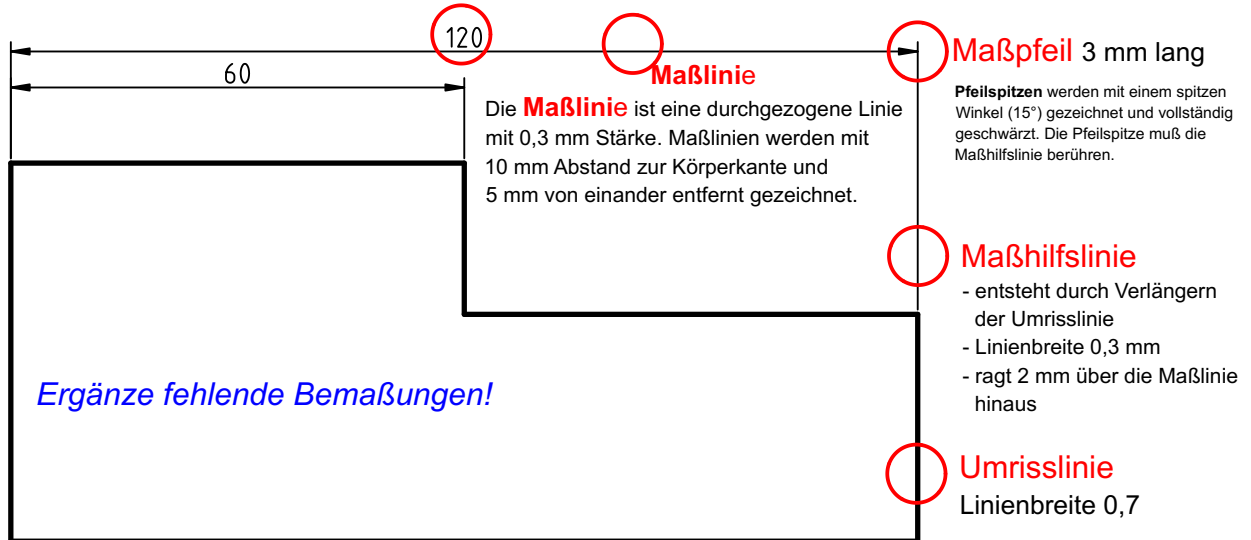 120
60
Maßlinie
Die Maßlinie ist eine durchgezogene Linie
mit 0,3 mm Stärke. Maßlinien werden mit
10 mm Abstand zur Körperkante und
5 mm von einander entfernt gezeichnet.
Maßpfeil 3 mm lang
Pfeilspitzen werden mit einem spitzen
Winkel (15°) gezeichnet und vollständig
geschwärzt. Die Pfeilspitze muß die
Maßhilfslinie berühren.
Maßhilfslinie
- entsteht durch Verlängern
der Umrisslinie
- Linienbreite 0,3 mm
- ragt 2 mm über die Maßlinie
hinaus
Ergänze fehlende Bemaßungen!
Umrisslinie
Linienbreite 0,7